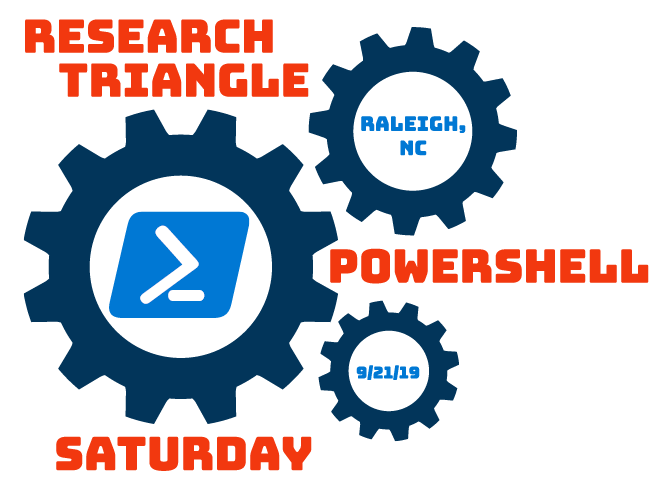 RESEARCH
TRIANGLE
RALEIGH,
NC
POWERSHELL
9/21/19
SATURDAY